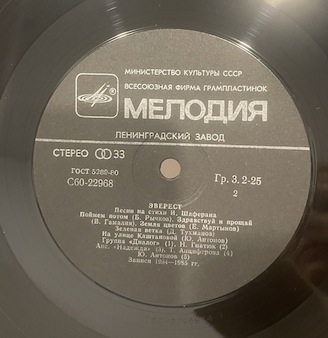 МИНИСТЕРСТВО КУЛЬТУРЫ СССР
ВСЕСОЮЗНАЯ ФИРМА ГРАМПЛАСТИНОК
МЕЛОДИЯ
ЛЕНИНГРАДСКИЙ ЗАВОД
СТЕРЕО 33
ГОСТ 5289-80
С60-22968
Гр. 3. 2-25
2
ЭВЕРЕСТ
Песни на стихи И. Шаферана
Поймем потом (Б. Рычков). Здравствуй и прощай
(В. Гамалия). Земля цветов (Е. Мартынов)
Зеленая ветка (Д. Тухманов)
На улице Каштановой (Ю. Антонов)
Группа «Диалог» (1), Н. Гнатюк (2)
Анс. «Надежда» (3), Т. Анциферова (4)
Ю. Антонов (5)
Записи 1984—1985 гг.